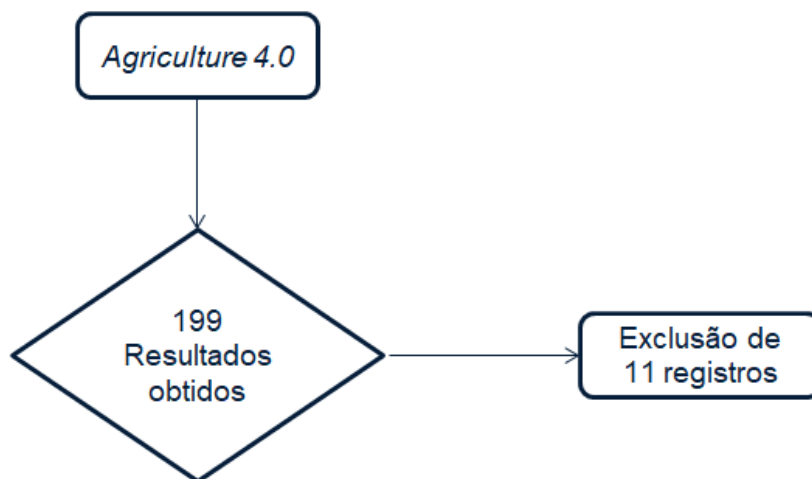 Agriculture 4.0
199
Resultados
obtidos
Exclusão de
11 registros